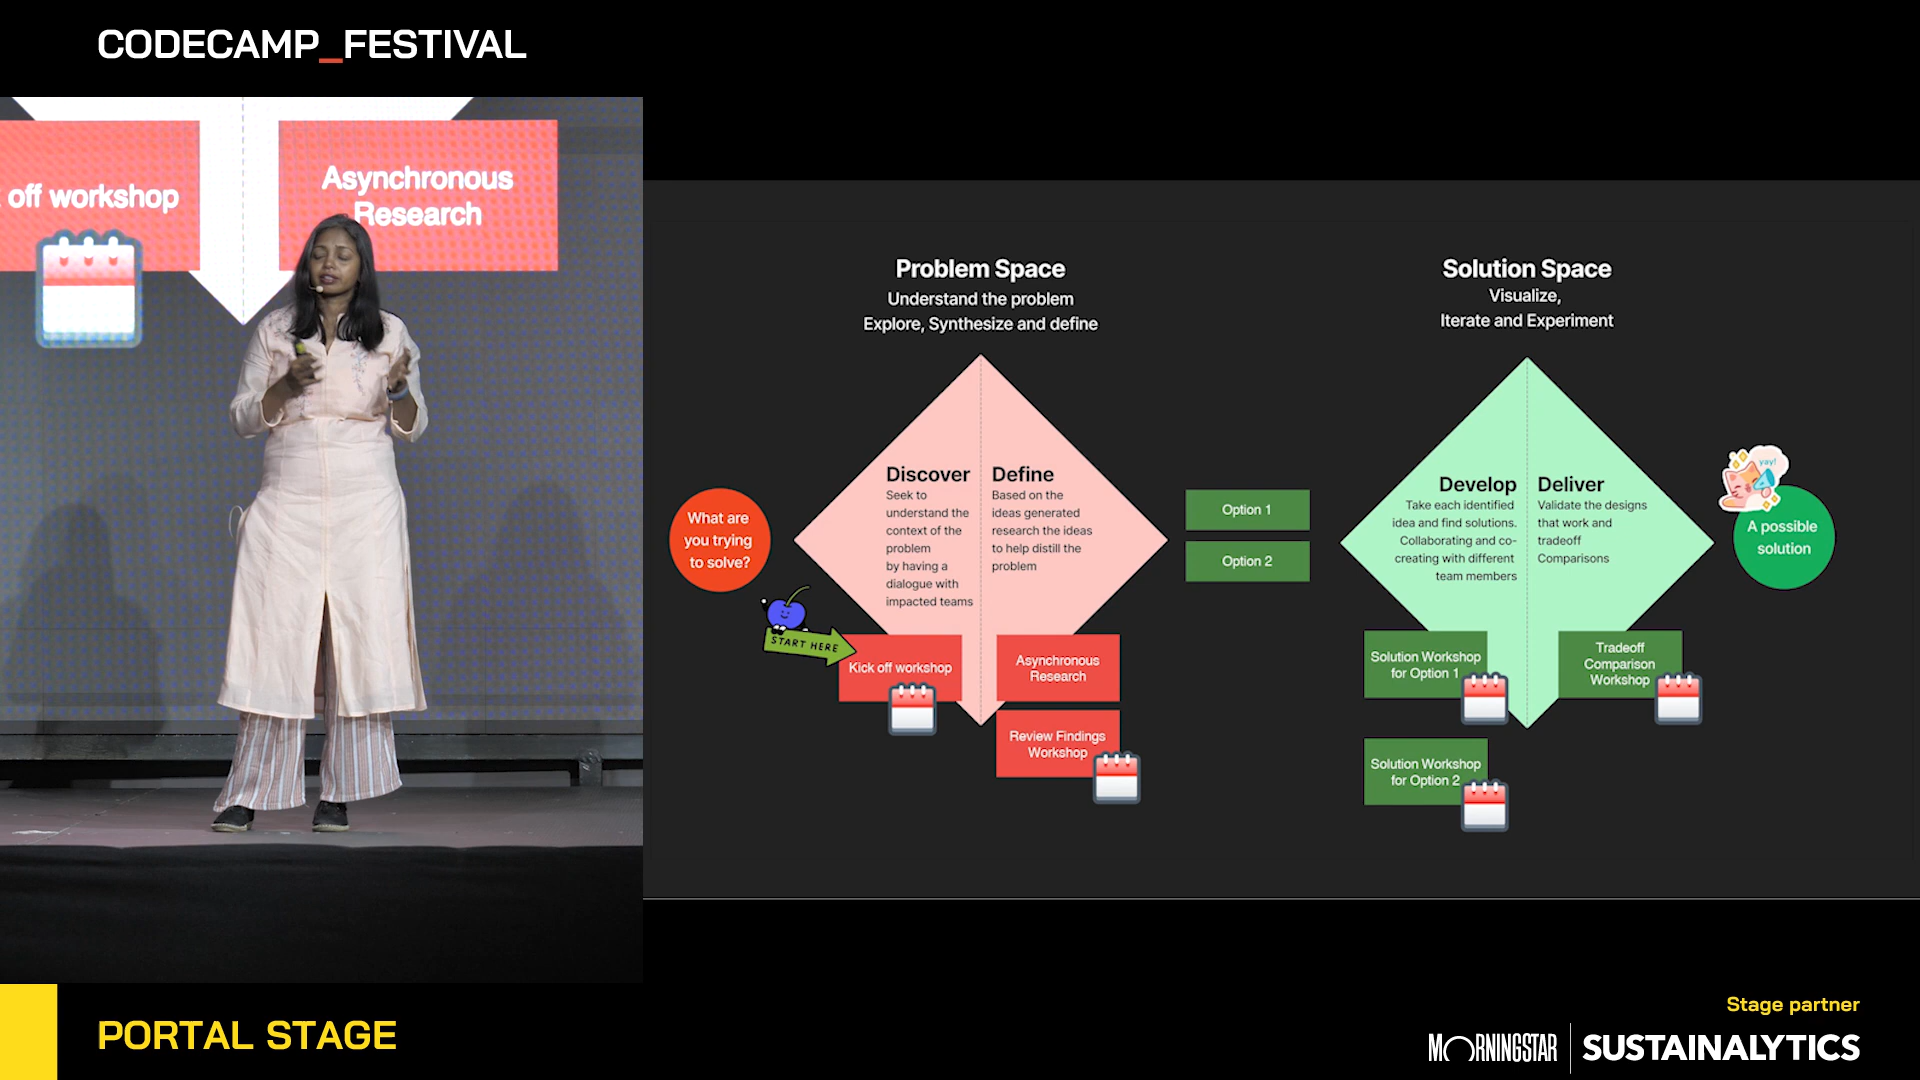 CODECAMP_FESTIVAL
off workshop
Asynchronous
Research
Problem Space
Understand the problem
Explore, Synthesize and define
Solution Space
Visualize,
Iterate and Experiment
What are
you trying
to solve?
Discover
Seek to
understand the
context of the
problem
by having a
dialogue with
impacted teams
Define
Based on the
ideas generated
research the ideas
to help distill the
problem
START HERE
Kick off workshop
Asynchronous
Research
Review Findings
Workshop
Option 1
Option 2
Develop
Take each identified
idea and find solutions.
Collaborating and co-
creating with different
team members
Deliver
Validate the designs
that work and
tradeoff
Comparisons
Solution Workshop
for Option 1
Solution Workshop
for Option 2
Tradeoff
Comparison
Workshop
yay!
A possible
solution
PORTAL STAGE
Stage partner
MORNINGSTAR
SUSTAINALYTICS